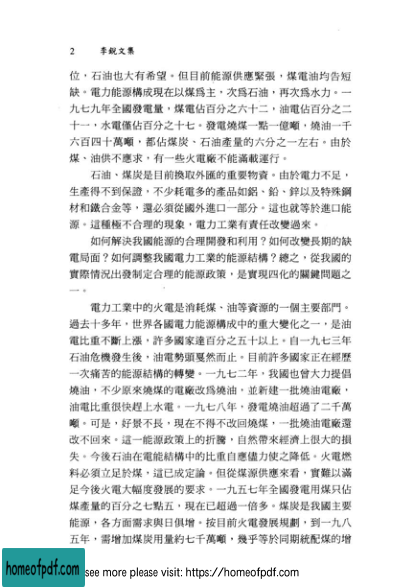 2　李銳文集
位，石油也大有希望。但目前能源供應緊張，煤電油均告短
缺。電力能源構成現在以煤爲主，次爲石油，再次爲水力。一
九七九年全國發電量，煤電佔百分之六十二，油電佔百分之二
十一，水電僅佔百分之十七。發電燒煤一點一億噸，燒油一千
六百四十萬噸，都佔煤炭、石油產量的六分之一左右。由於
煤、油供不應求，有一些火電廠不能滿載運行。
石油、煤炭是目前換取外匯的重要物資。由於電力不足，
生產得不到保證，不少耗電多的產品如鋁、鉛、鋅以及特殊鋼
材和鐵合金等，還必須從國外進口一部分。這也就等於進口能
源。這種極不合理的現象，電力工業有責任改變過來。
如何解決我國能源的合理開發和利用？如何改變長期的缺
電局面？如何調整我國電力工業的能源結構？總之，從我國的
實際情況出發制定合理的能源政策，是實現四化的關鍵問題之
一。
電力工業中的火電是消耗煤、油等資源的一個主要部門。
過去十多年，世界各國電力能源構成中的重大變化之一，是油
電比重不斷上漲，許多國家達百分之五十以上。自一九七三年
石油危機發生後，油電勢頭戛然而止。目前許多國家正在經歷
一次痛苦的能源結構的轉變。一九七二年，我國也曾大力提倡
燒油，不少原來燒煤的電廠改爲燒油，並新建一批燒油電廠，
油電比重很快趕上水電。一九七八年，發電燒油超過了二千萬
噸。可是，好景不長，現在不得不改回燒煤，一批燒油電廠還
改不回來。這一能源政策上的折騰，自然帶來經濟上很大的損
失。今後石油在電能結構中的比重自應儘力使之降低。火電燃
料必須立足於煤，這已成定論。但從煤源供應來看，實難以滿
足今後火電大幅度發展的要求。一九五七年全國發電用煤只佔
煤產量的百分之七點五，現在已超過一倍多。煤炭是我國主要
能源，各方面需求與日俱增。按目前火電發展規劃，到一九八
五年，需增加煤炭用量約七千萬噸，幾乎等於同期統配煤的增
homeofpdf.com
see more please visit: https://homeofpdf.com